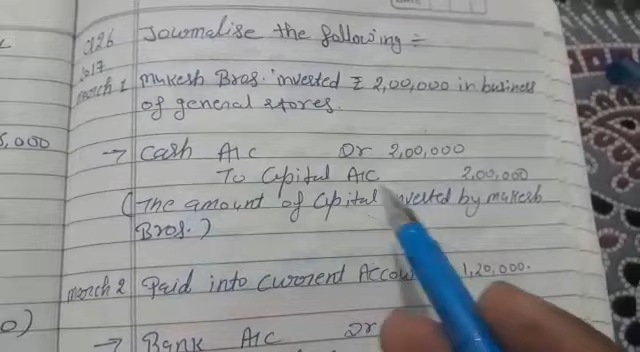 Q26 Journalise the following :-
2017
march 1 Mukesh Bros. invested ₹ 2,00,000 in business
of general stores.
5,000
→ Cash A/C Dr 2,00,000
To Capital A/C 2,00,000
(The amount of Capital invested by mukesh
Bros.)
march 2 Paid into current 1,20,000.
→ Bank A/C Dr